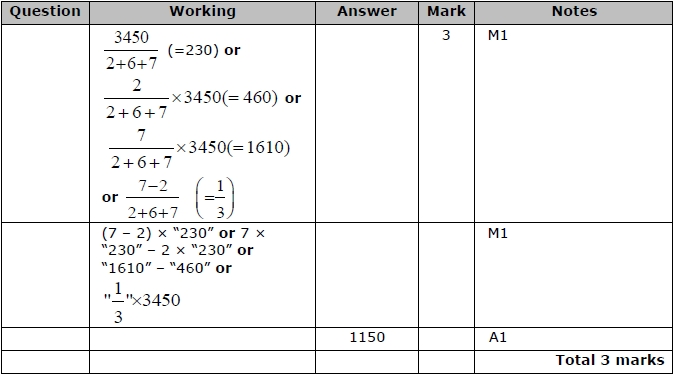 Question Working Answer Mark Notes
3450
2+6+7 (=230) or 3 M1
2
2+6+7 ×3450(= 460) or
7
2+6+7 ×3450(=1610)
or 7−2
2+6+7 (=1
3)
(7 – 2) × “230” or 7 ×
“230” – 2 × “230” or
“1610” – “460” or
"1
3"×3450
M1
1150 A1
Total 3 marks